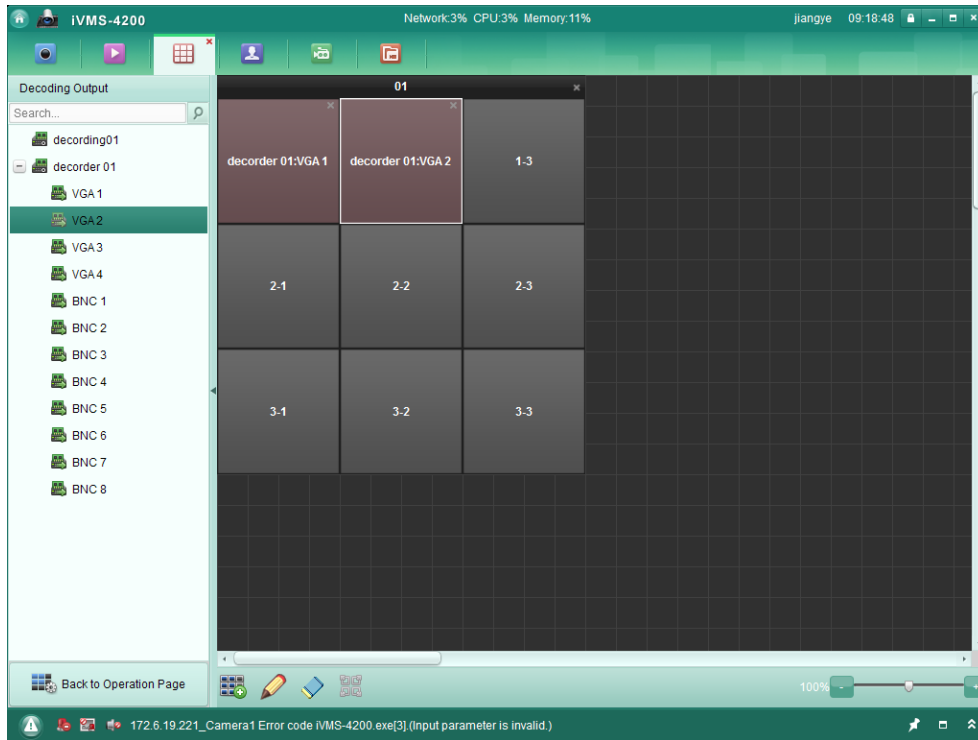 iVMS-4200 Network:3% CPU:3% Memory:11% jiangye 09:18:48
Decoding Output
Search...
decording01
decorder 01
VGA 1
VGA 2
VGA 3
VGA 4
BNC 1
BNC 2
BNC 3
BNC 4
BNC 5
BNC 6
BNC 7
BNC 8
Back to Operation Page
01
decorder 01:VGA 1 decorder 01:VGA 2 1-3
2-1 2-2 2-3
3-1 3-2 3-3
100%
172.6.19.221_Camera1 Error code iVMS-4200.exe[3].(Input parameter is invalid.)